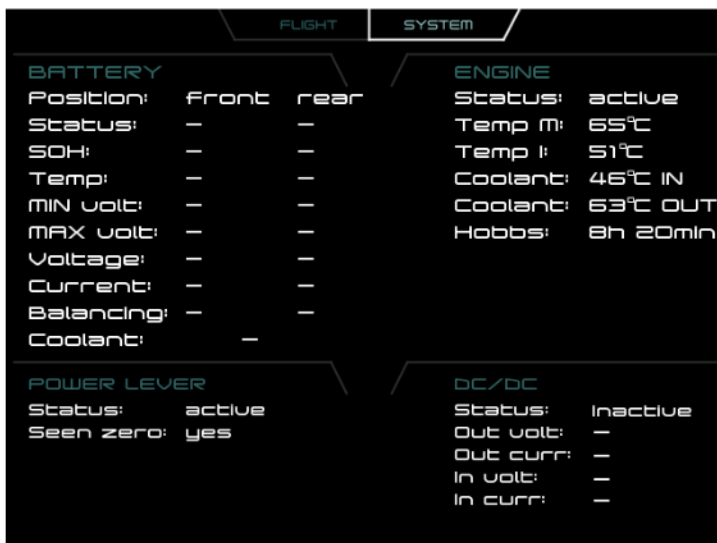 FLIGHT SYSTEM
BATTERY
Position: Front rear
Status: – –
SOH: – –
Temp: – –
MIN volt: – –
MAX volt: – –
Voltage: – –
Current: – –
Balancing: – –
Coolant: –
ENGINE
Status: active
Temp M: 65°C
Temp I: 51°C
Coolant: 46°C IN
Coolant: 63°C OUT
Hobbs: 8h 20min
POWER LEVER
Status: active
Seen zero: yes
DC/DC
Status: Inactive
Out volt: –
Out curr: –
In volt: –
In curr: –